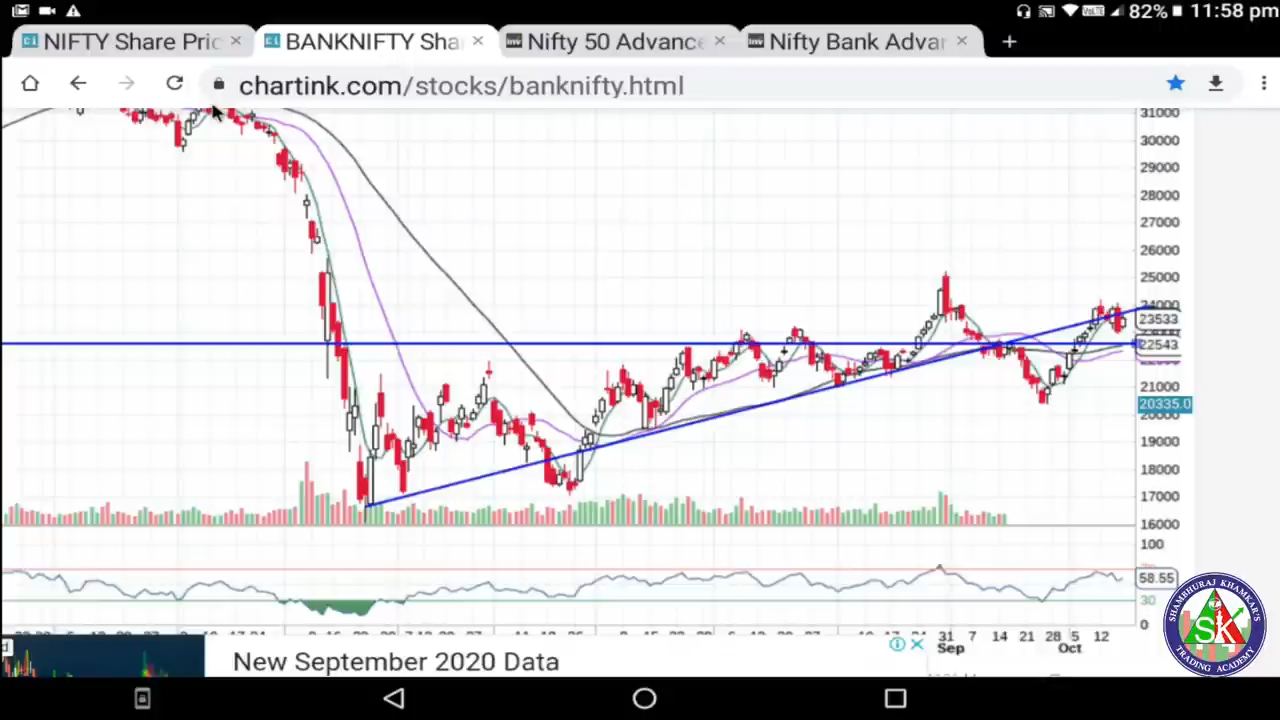 VoLTE 82% 11:58 pm
NIFTY Share Pric × BANKNIFTY Sha × Nifty 50 Advance × Nifty Bank Advar × +
chartink.com/stocks/banknifty.html
31000
30000
29000
28000
27000
26000
25000
24000
23533
22543
21000
20335.0
19000
18000
17000
16000
100
58.55
30
0
31 7 14 21 28 5 12
Sep Oct
New September 2020 Data
SHAMBHURAJ KHAMKAR'S
SK
TRADING ACADEMY